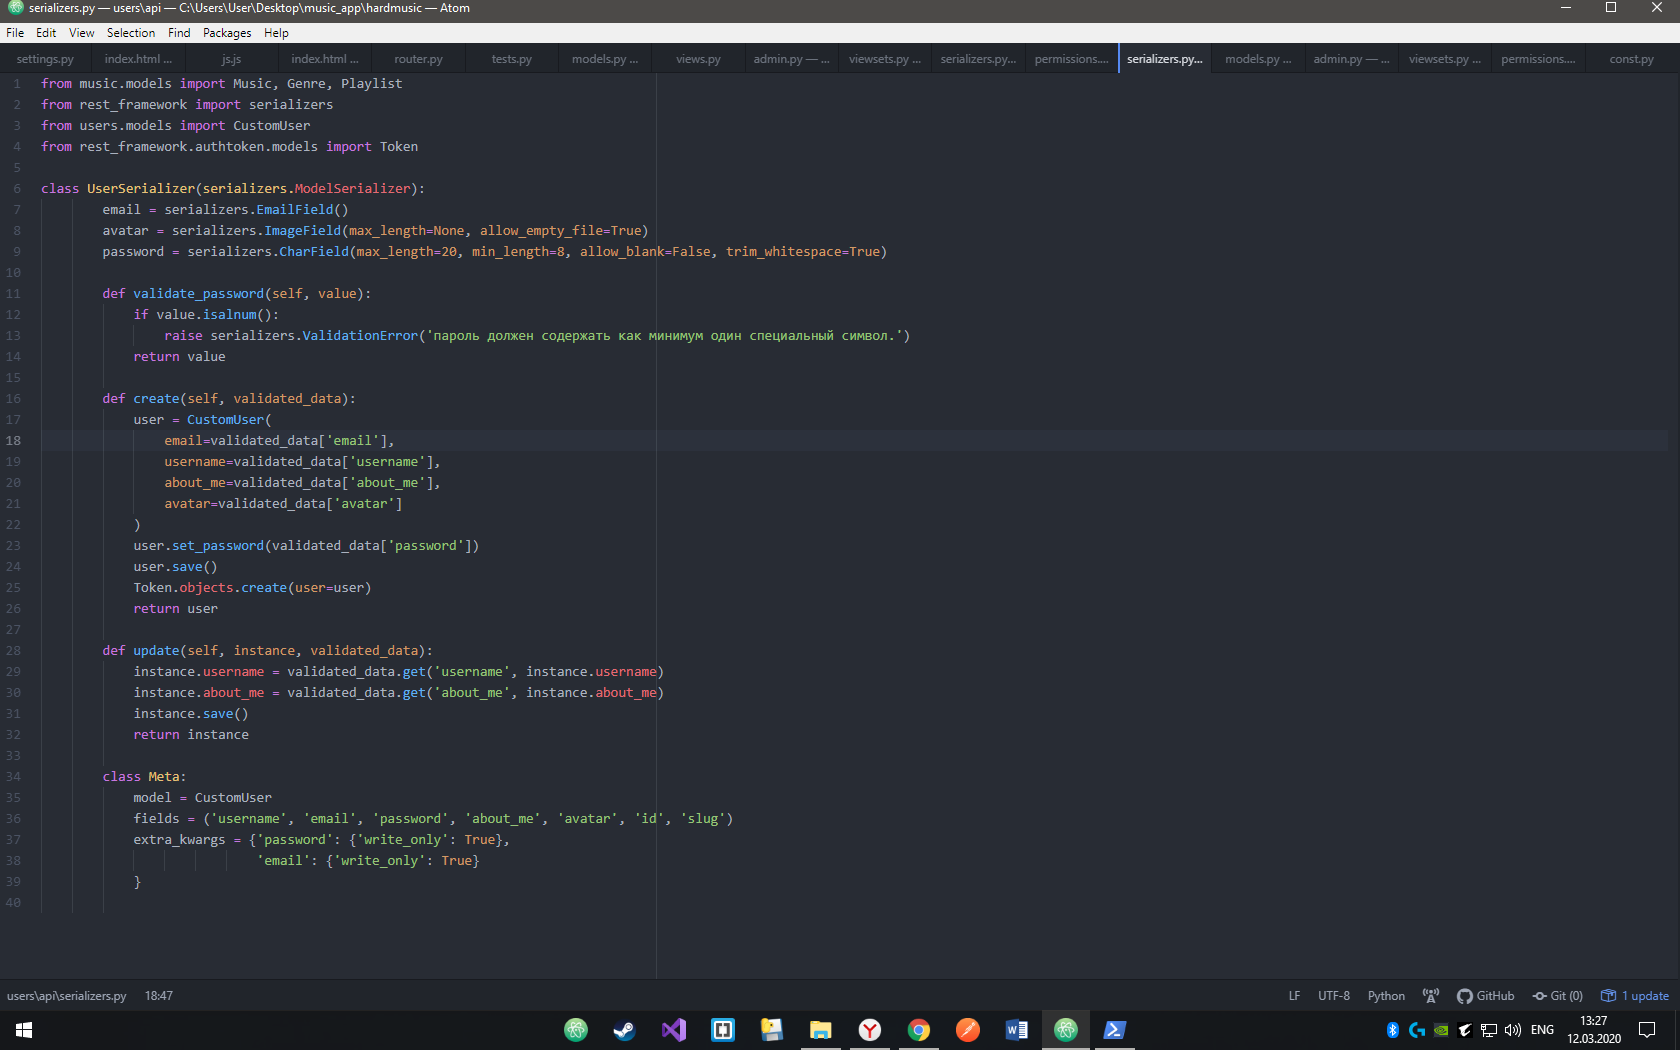 serializers.py — users\api — C:\Users\User\Desktop\music_app\hardmusic — Atom
File Edit View Selection Find Packages Help
settings.py index.html ... js.js index.html ... router.py tests.py models.py ... views.py admin.py — ... viewsets.py ... serializers.py... permissions.... serializers.py... models.py ... admin.py — ... viewsets.py ... permissions.... const.py
1 from music.models import Music, Genre, Playlist
2 from rest_framework import serializers
3 from users.models import CustomUser
4 from rest_framework.authtoken.models import Token
5
6 class UserSerializer(serializers.ModelSerializer):
7 email = serializers.EmailField()
8 avatar = serializers.ImageField(max_length=None, allow_empty_file=True)
9 password = serializers.CharField(max_length=20, min_length=8, allow_blank=False, trim_whitespace=True)
10
11 def validate_password(self, value):
12 if value.isalnum():
13 raise serializers.ValidationError('пароль должен содержать как минимум один специальный символ.')
14 return value
15
16 def create(self, validated_data):
17 user = CustomUser(
18 email=validated_data['email'],
19 username=validated_data['username'],
20 about_me=validated_data['about_me'],
21 avatar=validated_data['avatar']
22 )
23 user.set_password(validated_data['password'])
24 user.save()
25 Token.objects.create(user=user)
26 return user
27
28 def update(self, instance, validated_data):
29 instance.username = validated_data.get('username', instance.username)
30 instance.about_me = validated_data.get('about_me', instance.about_me)
31 instance.save()
32 return instance
33
34 class Meta:
35 model = CustomUser
36 fields = ('username', 'email', 'password', 'about_me', 'avatar', 'id', 'slug')
37 extra_kwargs = {'password': {'write_only': True},
38 'email': {'write_only': True}
39 }
40
users\api\serializers.py 18:47 LF UTF-8 Python GitHub Git (0) 1 update
ENG 13:27
12.03.2020